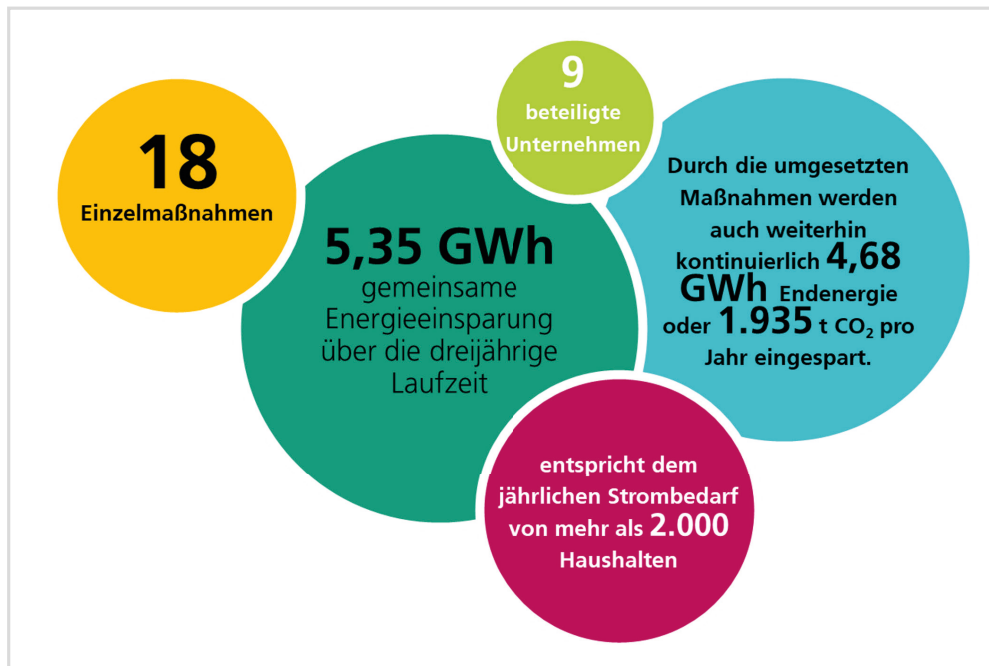 18
Einzelmaßnahmen
5,35 GWh
gemeinsame
Energieeinsparung
über die dreijährige
Laufzeit
9
beteiligte
Unternehmen
Durch die umgesetzten
Maßnahmen werden
auch weiterhin
kontinuierlich 4,68
GWh Endenergie
oder 1.935 t CO₂ pro
Jahr eingespart.
entspricht dem
jährlichen Strombedarf
von mehr als 2.000
Haushalten